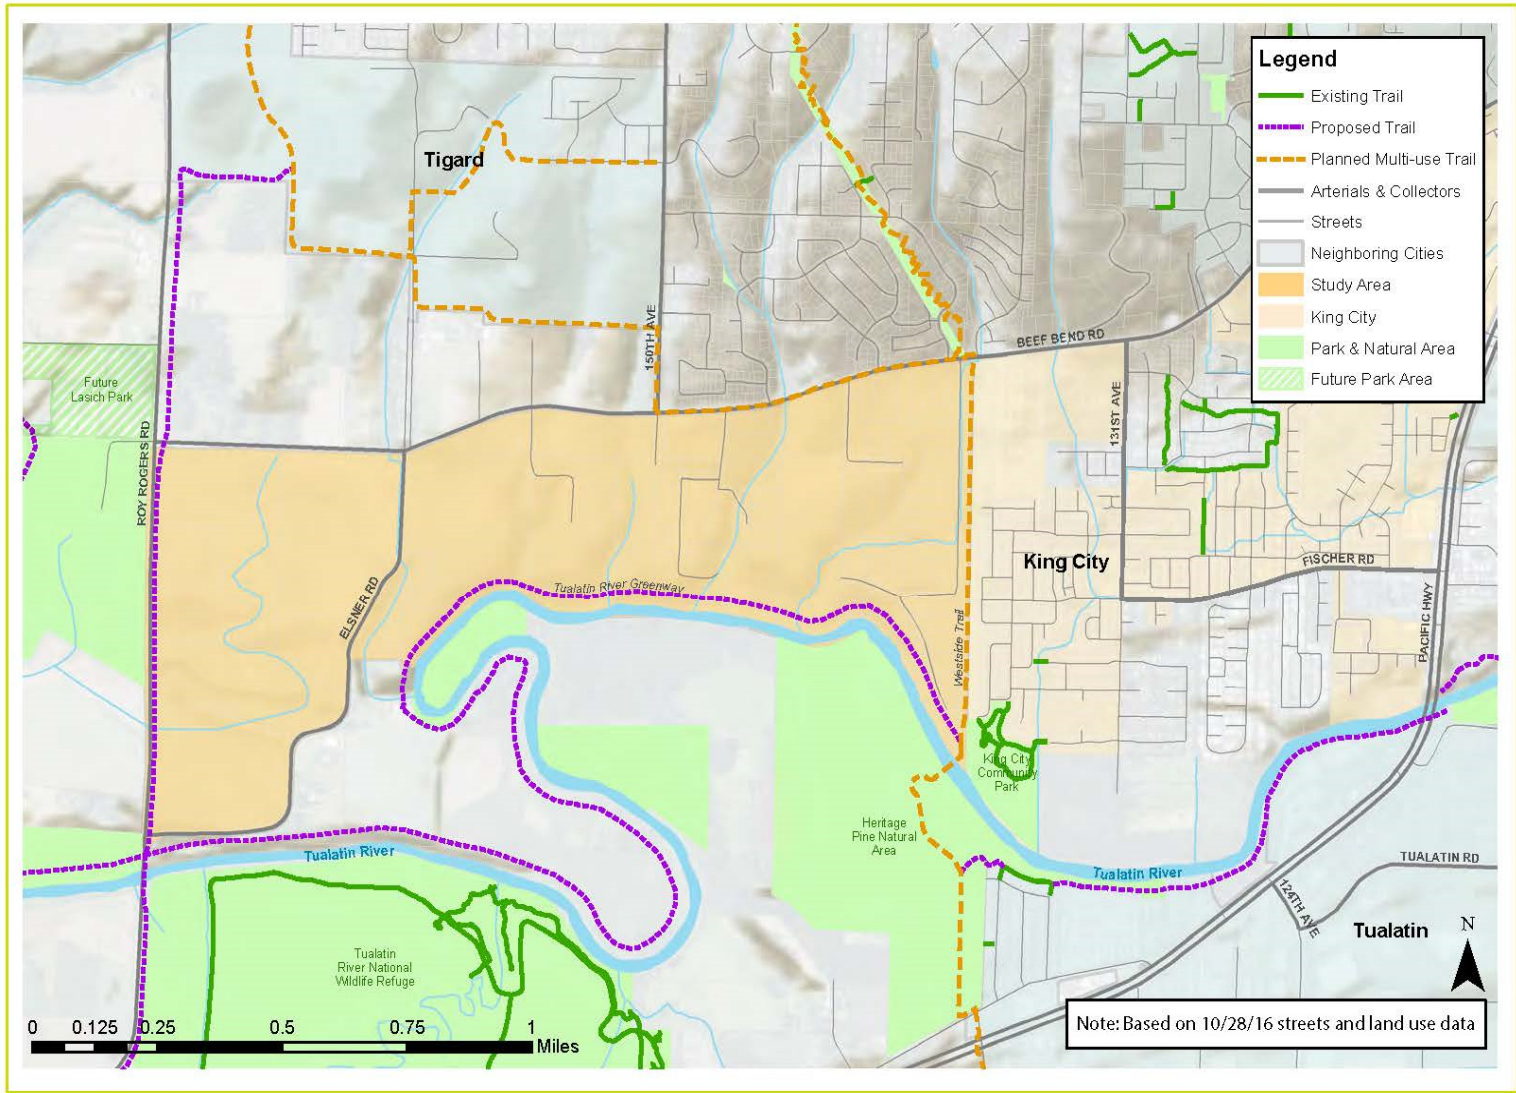 Legend
Existing Trail
Proposed Trail
Planned Multi-use Trail
Arterials & Collectors
Streets
Neighboring Cities
Study Area
King City
Park & Natural Area
Future Park Area
Tigard
150TH AVE
BEEF BEND RD
131ST AVE
Future
Lasich Park
ROY ROGERS RD
ELSNER RD
Tualatin River Greenway
Westside Trail
King City
FISCHER RD
PACIFIC HWY
King City
Community
Park
Heritage
Pine Natural
Area
Tualatin River
Tualatin River
TUALATIN RD
124TH AVE
Tualatin
N
Tualatin
River National
Wildlife Refuge
0 0.125 0.25 0.5 0.75 1
Miles
Note: Based on 10/28/16 streets and land use data